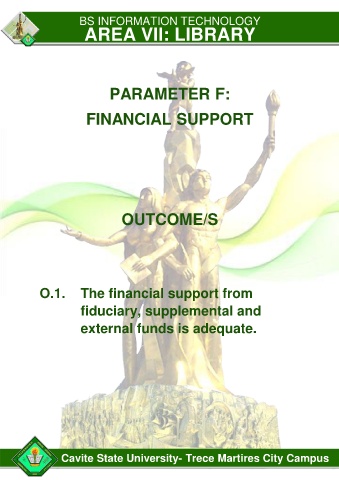 BS INFORMATION TECHNOLOGY
AREA VII: LIBRARY
PARAMETER F:
FINANCIAL SUPPORT
OUTCOME/S
O.1. The financial support from
fiduciary, supplemental and
external funds is adequate.
Cavite State University- Trece Martires City Campus